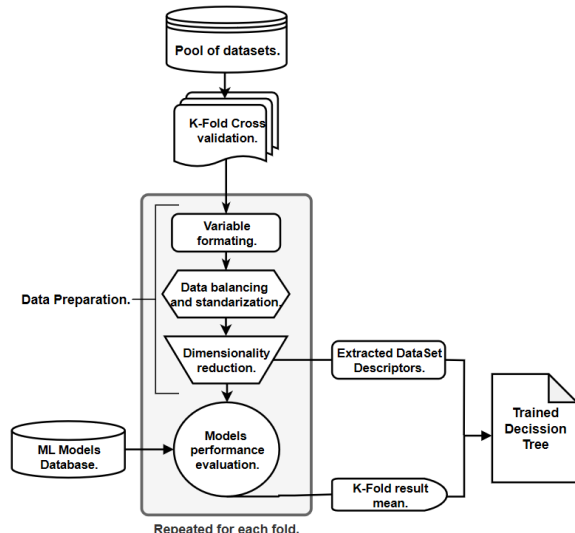 Pool of datasets.
K-Fold Cross
validation.
Variable
formating.
Data balancing
and standarization.
Data Preparation.
Dimensionality
reduction.
Extracted DataSet
Descriptors.
Trained
Decission
Tree
ML Models
Database.
Models
performance
evaluation.
K-Fold result
mean.
Repeated for each fold.